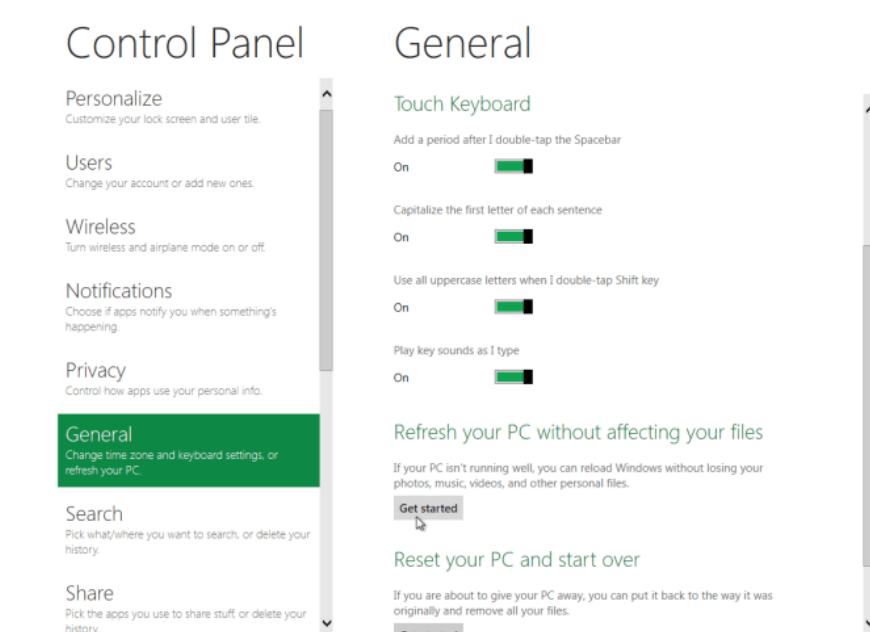 Control Panel
Personalize
Customize your lock screen and user tile.
Users
Change your account or add new ones.
Wireless
Turn wireless and airplane mode on or off.
Notifications
Choose if apps notify you when something's
happening.
Privacy
Control how apps use your personal info.
General
Change time zone and keyboard settings, or
refresh your PC.
Search
Pick what/where you want to search, or delete your
history.
Share
Pick the apps you use to share stuff, or delete your
history.
General
Touch Keyboard
Add a period after I double-tap the Spacebar
On
Capitalize the first letter of each sentence
On
Use all uppercase letters when I double-tap Shift key
On
Play key sounds as I type
On
Refresh your PC without affecting your files
If your PC isn't running well, you can reload Windows without losing your
photos, music, videos, and other personal files.
Get started
Reset your PC and start over
If you are about to give your PC away, you can put it back to the way it was
originally and remove all your files.